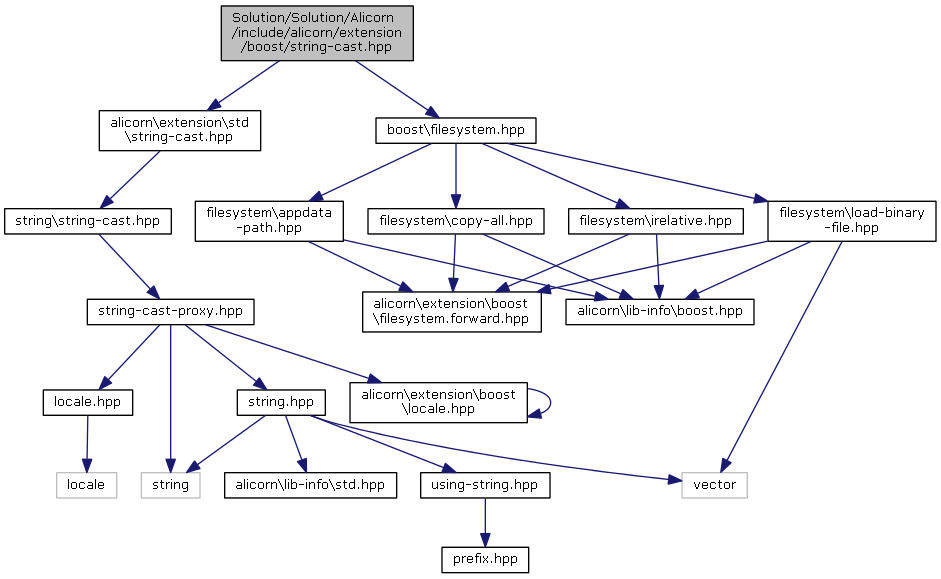 Solution/Solution/Alicorn
/include/alicorn/extension
/boost/string-cast.hpp
alicorn\extension\std
\string-cast.hpp
boost\filesystem.hpp
string\string-cast.hpp
filesystem\appdata
-path.hpp
filesystem\copy-all.hpp
filesystem\irelative.hpp
filesystem\load-binary
-file.hpp
string-cast-proxy.hpp
alicorn\extension\boost
\filesystem.forward.hpp
alicorn\lib-info\boost.hpp
locale.hpp
string.hpp
alicorn\extension\boost
\locale.hpp
locale
string
alicorn\lib-info\std.hpp
using-string.hpp
vector
prefix.hpp